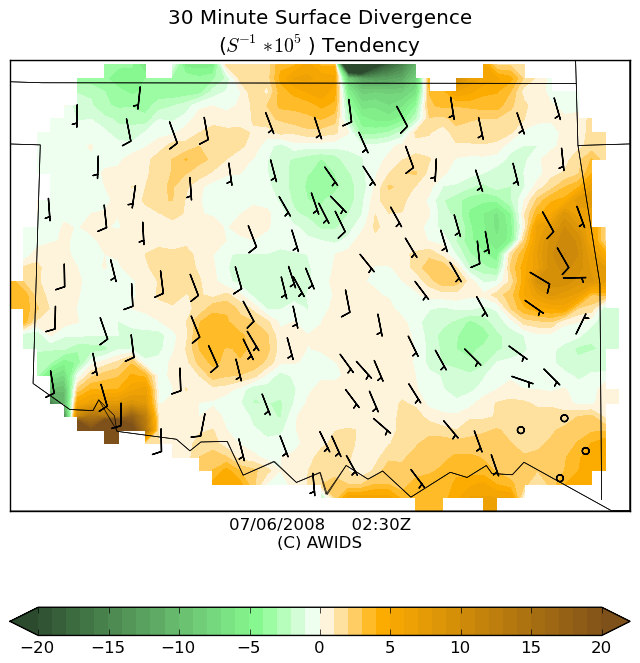 30 Minute Surface Divergence
(S⁻¹ *10⁵ ) Tendency
07/06/2008 02:30Z
(C) AWIDS
−20 −15 −10 −5 0 5 10 15 20